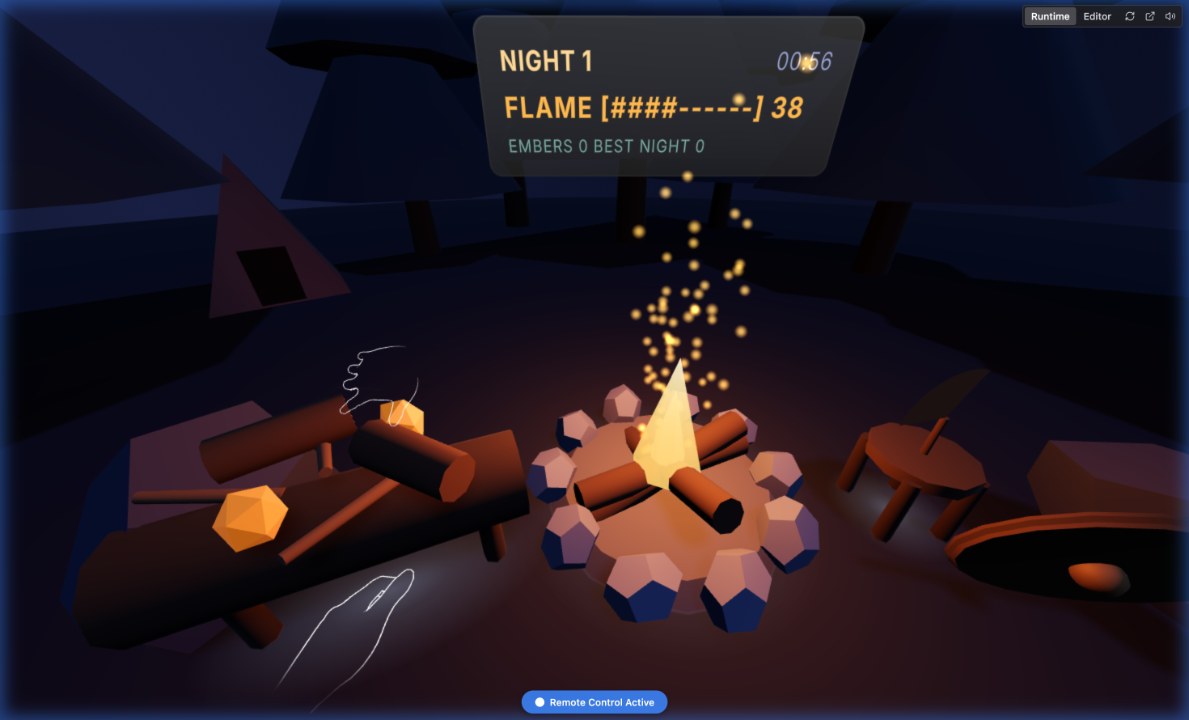 Runtime Editor
NIGHT 1 00:56
FLAME [####------] 38
EMBERS 0 BEST NIGHT 0
Remote Control Active